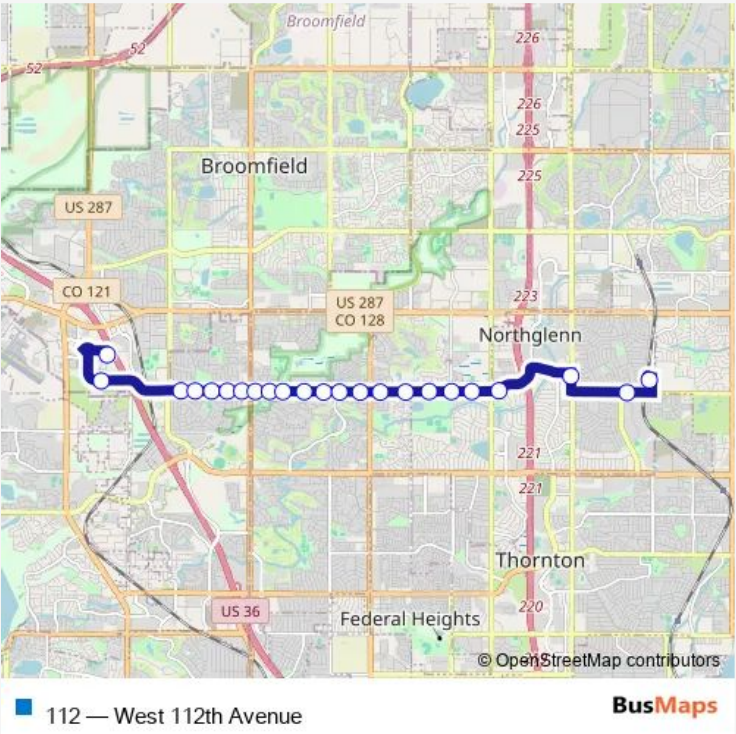 Broomfield
226
52
52
226
225
Broomfield
225
US 287
CO 121
US 287
CO 128
223
Northglenn
221
221
Thornton
220
US 36
Federal Heights
© OpenStreetMap contributors
112 — West 112th Avenue
BusMaps